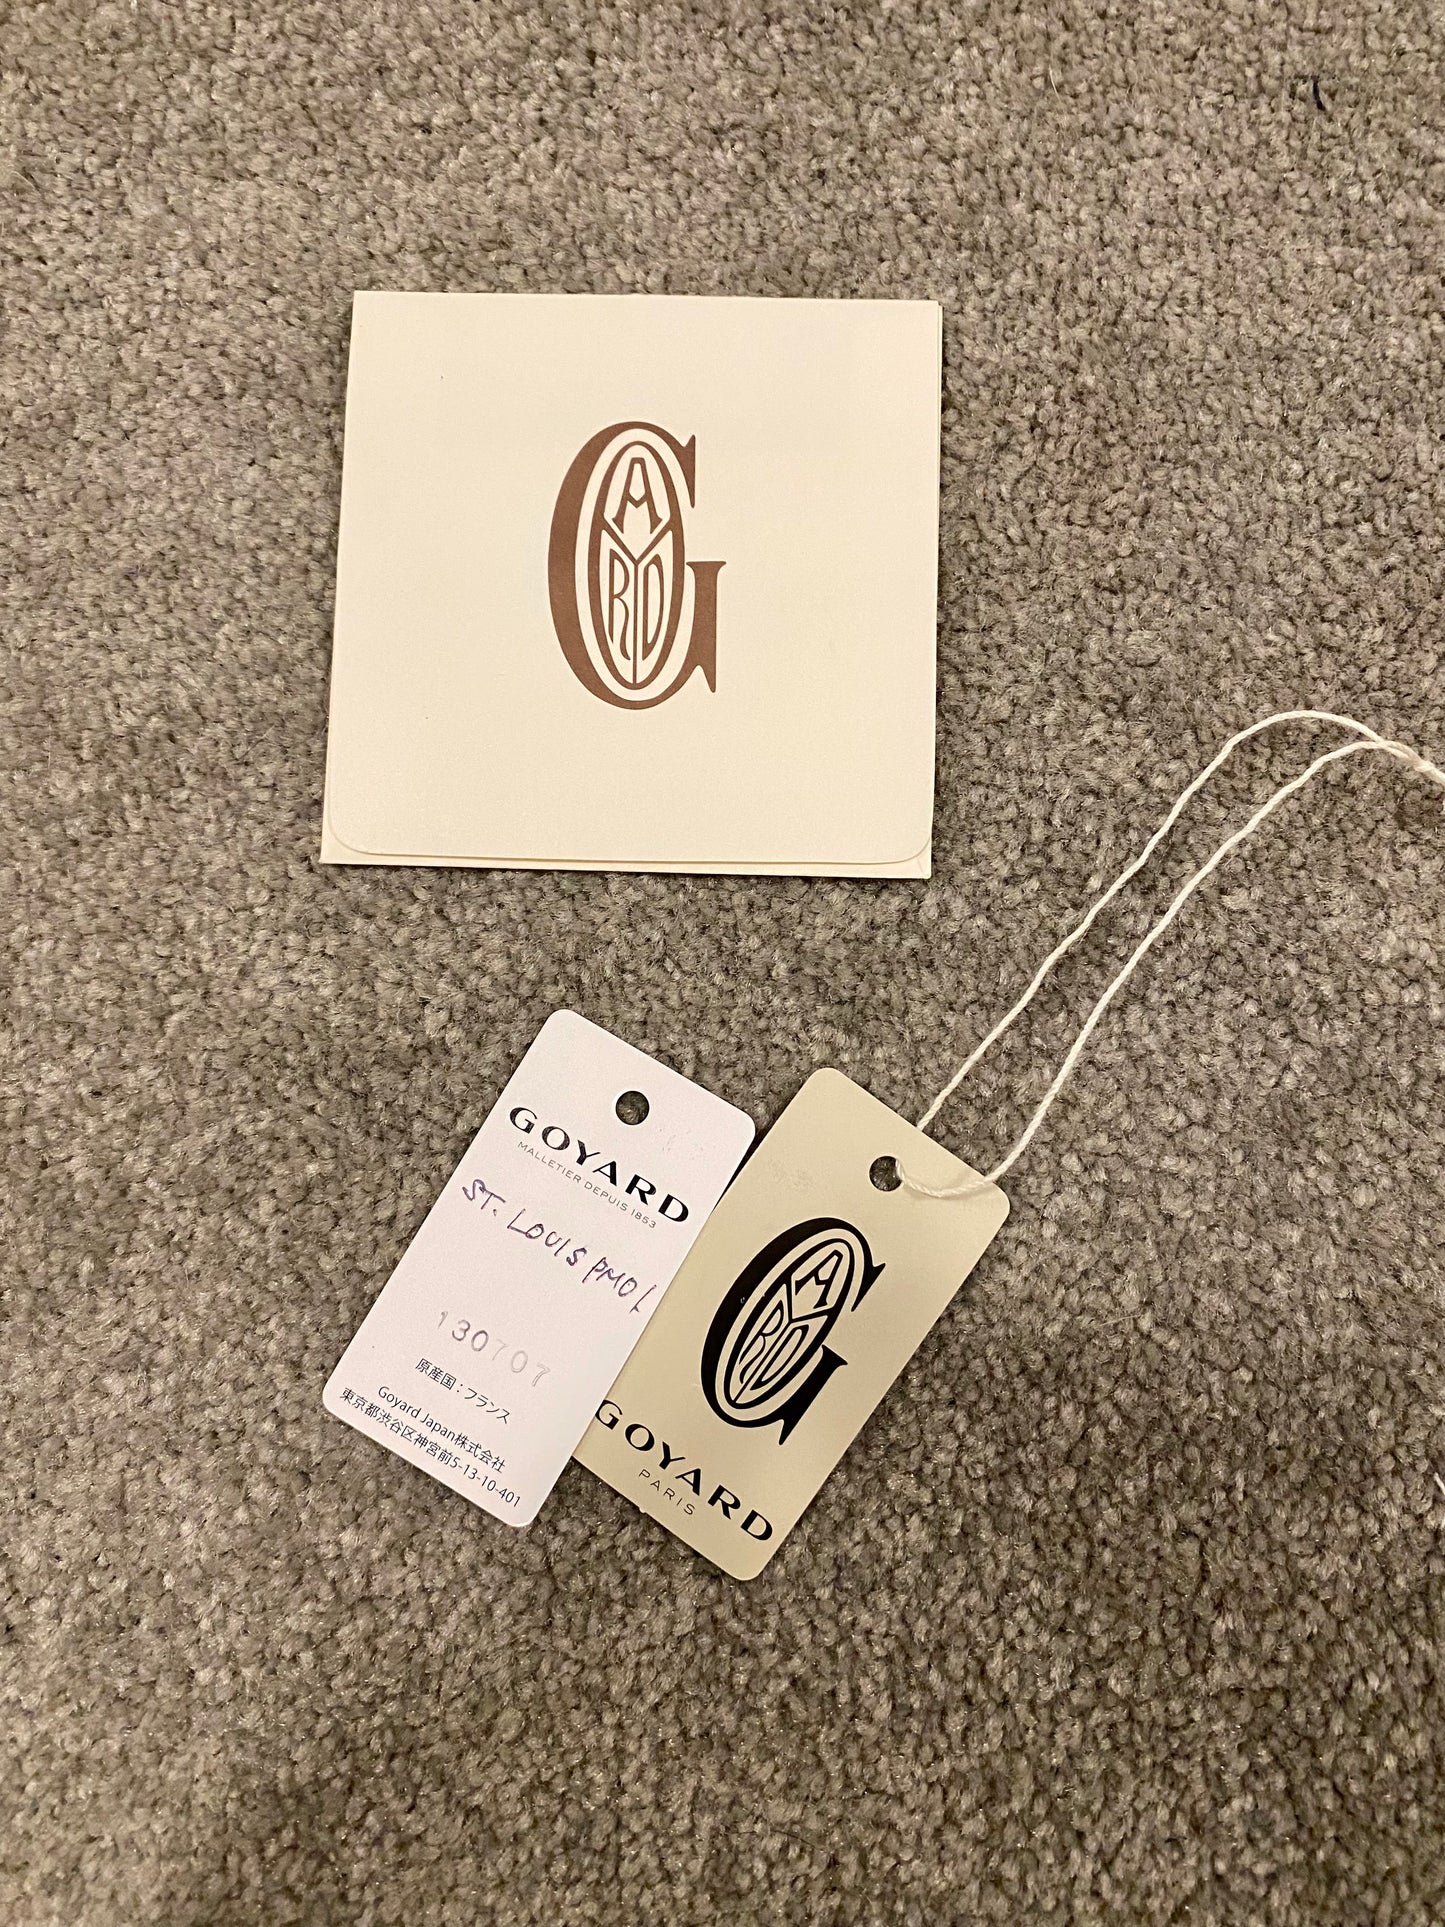 G
A
RD
GOYARD
MALLETIER DEPUIS 1853
ST. LOUIS PM01
130707
原産国：フランス
Goyard Japan株式会社
東京都渋谷区神宮前5-13-10-401
G
A
RD
GOYARD
PARIS